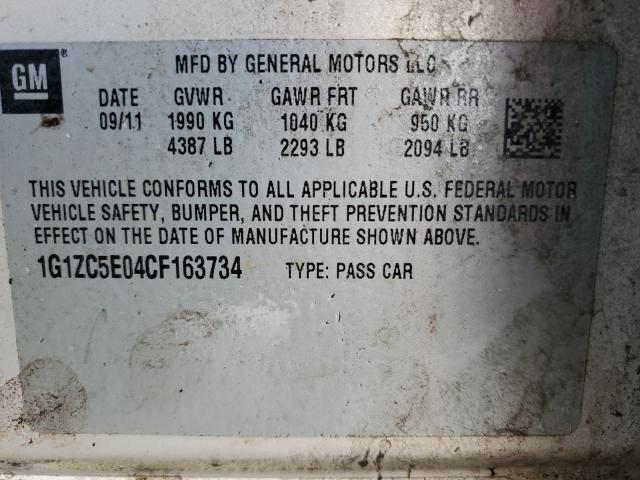 GM ®
MFD BY GENERAL MOTORS LLC
DATE GVWR GAWR FRT GAWR RR
09/11 1990 KG 1040 KG 950 KG
4387 LB 2293 LB 2094 LB
THIS VEHICLE CONFORMS TO ALL APPLICABLE U.S. FEDERAL MOTOR
VEHICLE SAFETY, BUMPER, AND THEFT PREVENTION STANDARDS IN
EFFECT ON THE DATE OF MANUFACTURE SHOWN ABOVE.
1G1ZC5E04CF163734 TYPE: PASS CAR